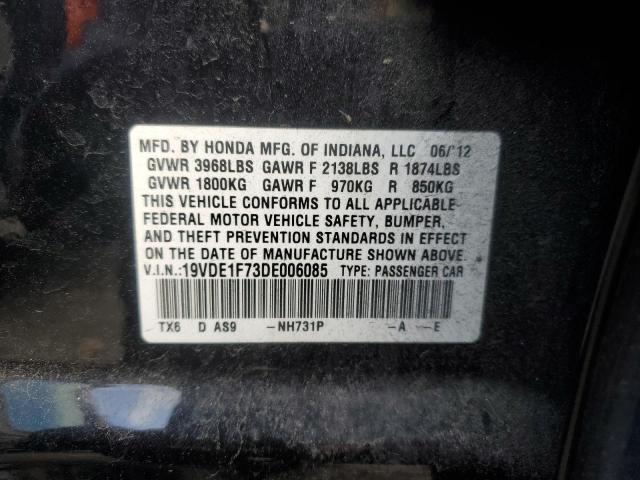 MFD. BY HONDA MFG. OF INDIANA, LLC 06/'12
GVWR 3968LBS GAWR F 2138LBS R 1874LBS
GVWR 1800KG GAWR F 970KG R 850KG
THIS VEHICLE CONFORMS TO ALL APPLICABLE
FEDERAL MOTOR VEHICLE SAFETY, BUMPER,
AND THEFT PREVENTION STANDARDS IN EFFECT
ON THE DATE OF MANUFACTURE SHOWN ABOVE.
V.I.N.:19VDE1F73DE006085 TYPE: PASSENGER CAR
TX6 D AS9 -NH731P -A -E